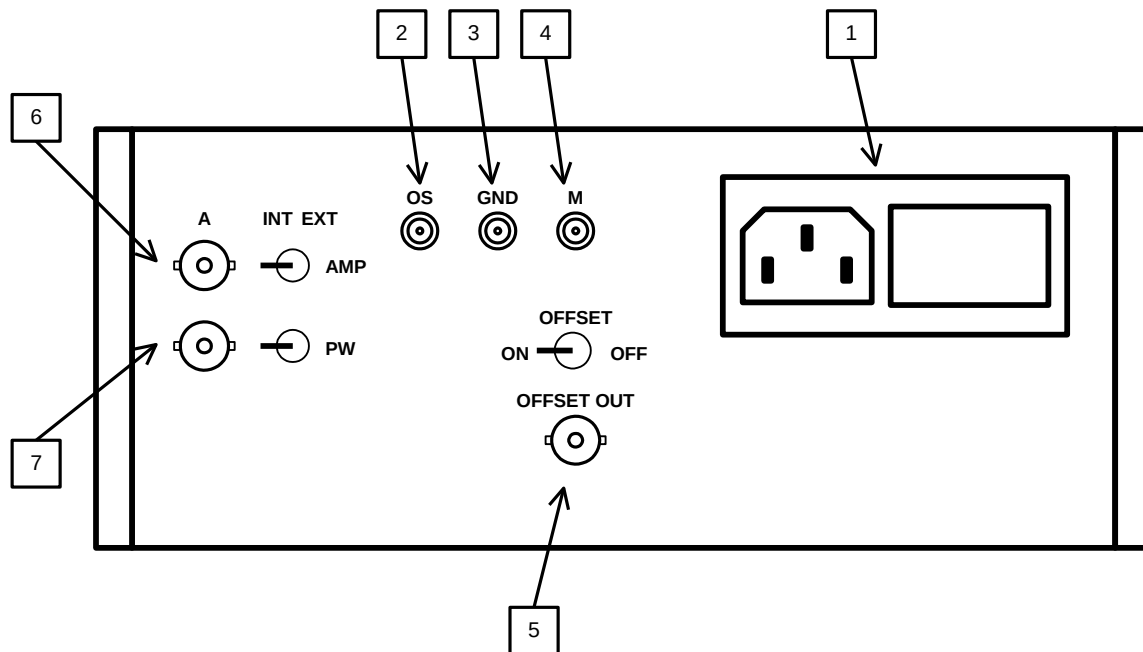 2
3
4
1
6
OS
GND
M
A
INT EXT
AMP
OFFSET
PW
ON
OFF
OFFSET OUT
7
5